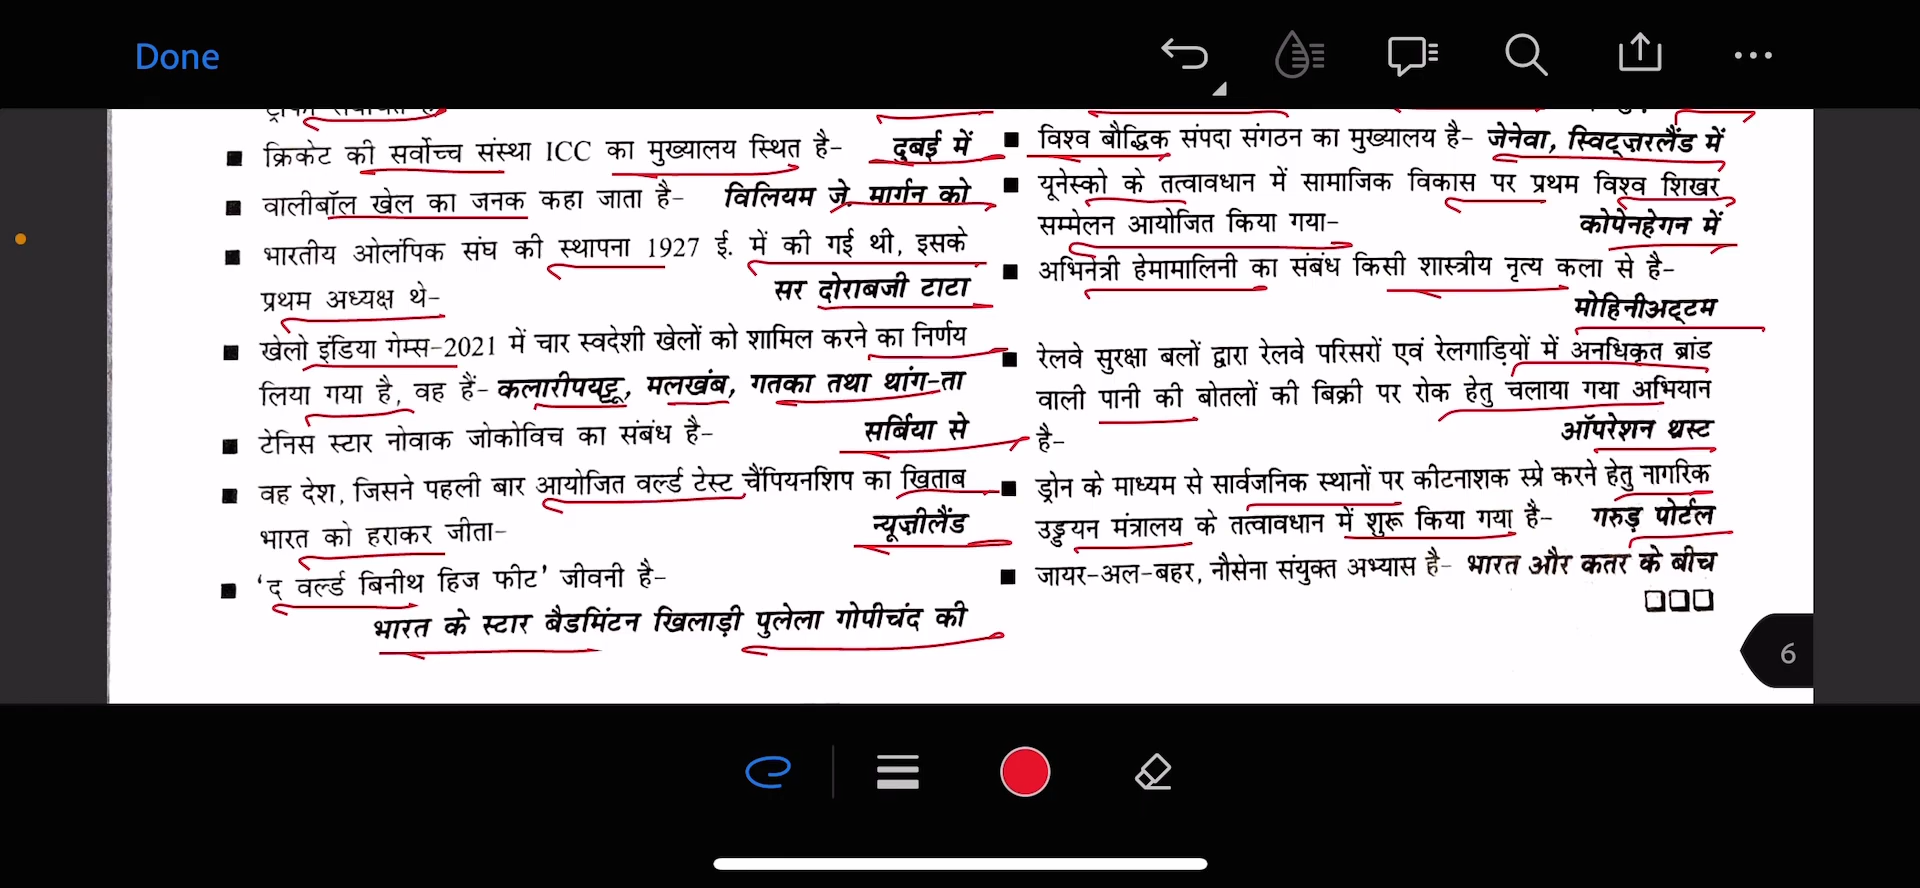 Done
■ क्रिकेट की सर्वोच्च संस्था ICC का मुख्यालय स्थित है- दुबई में
■ वालीबॉल खेल का जनक कहा जाता है- विलियम जे. मार्गन को
■ भारतीय ओलंपिक संघ की स्थापना 1927 ई. में की गई थी, इसके
प्रथम अध्यक्ष थे- सर दोराबजी टाटा
■ खेलो इंडिया गेम्स-2021 में चार स्वदेशी खेलों को शामिल करने का निर्णय
लिया गया है, वह हैं- कलारीपयट्टू, मलखंब, गतका तथा थांग-ता
■ टेनिस स्टार नोवाक जोकोविच का संबंध है- सर्बिया से
■ वह देश, जिसने पहली बार आयोजित वर्ल्ड टेस्ट चैंपियनशिप का खिताब
भारत को हराकर जीता- न्यूज़ीलैंड
■ ‘द वर्ल्ड बिनीथ हिज फीट’ जीवनी है-
भारत के स्टार बैडमिंटन खिलाड़ी पुलेला गोपीचंद की
■ विश्व बौद्धिक संपदा संगठन का मुख्यालय है- जेनेवा, स्विट्ज़रलैंड में
■ यूनेस्को के तत्वावधान में सामाजिक विकास पर प्रथम विश्व शिखर
सम्मेलन आयोजित किया गया- कोपेनहेगन में
■ अभिनेत्री हेमामालिनी का संबंध किसी शास्त्रीय नृत्य कला से है-
मोहिनीअट्टम
■ रेलवे सुरक्षा बलों द्वारा रेलवे परिसरों एवं रेलगाड़ियों में अनधिकृत ब्रांड
वाली पानी की बोतलों की बिक्री पर रोक हेतु चलाया गया अभियान
है- ऑपरेशन थ्रस्ट
■ ड्रोन के माध्यम से सार्वजनिक स्थानों पर कीटनाशक स्प्रे करने हेतु नागरिक
उड्डयन मंत्रालय के तत्वावधान में शुरू किया गया है- गरुड़ पोर्टल
■ जायर-अल-बहर, नौसेना संयुक्त अभ्यास है- भारत और कतर के बीच
6